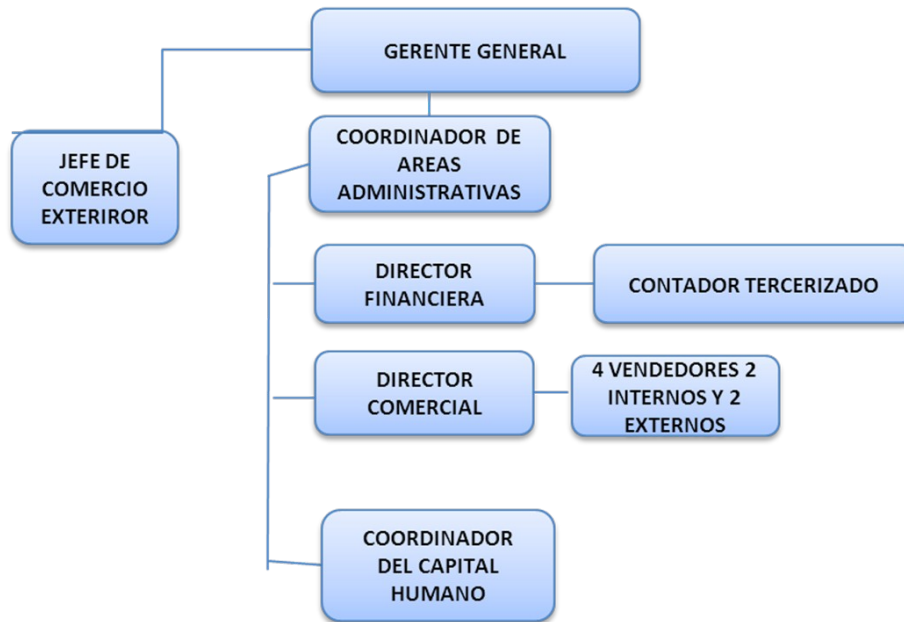 GERENTE GENERAL
COORDINADOR DE
AREAS
ADMINISTRATIVAS
JEFE DE
COMERCIO
EXTERIROR
DIRECTOR
FINANCIERA
CONTADOR TERCERIZADO
DIRECTOR
COMERCIAL
4 VENDEDORES 2
INTERNOS Y 2
EXTERNOS
COORDINADOR
DEL CAPITAL
HUMANO